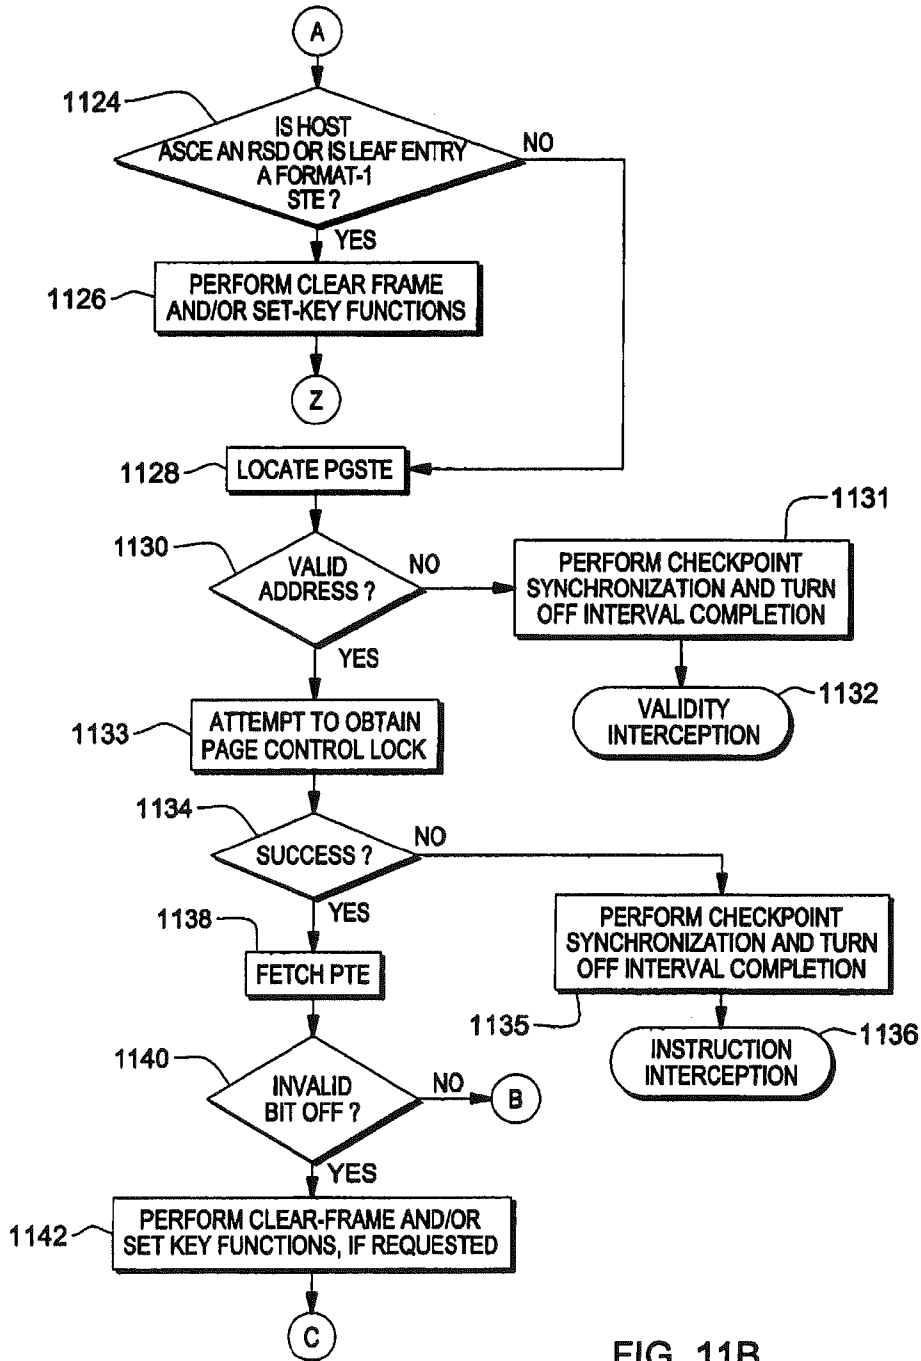 A
1124
IS HOST
ASCE AN RSD OR IS LEAF ENTRY
A FORMAT-1
STE ?
NO
YES
1126
PERFORM CLEAR FRAME
AND/OR SET-KEY FUNCTIONS
Z
1128
LOCATE PGSTE
1130
VALID
ADDRESS ?
NO
YES
1131
PERFORM CHECKPOINT
SYNCHRONIZATION AND TURN
OFF INTERVAL COMPLETION
1132
VALIDITY
INTERCEPTION
1133
ATTEMPT TO OBTAIN
PAGE CONTROL LOCK
1134
SUCCESS ?
NO
YES
1135
PERFORM CHECKPOINT
SYNCHRONIZATION AND TURN
OFF INTERVAL COMPLETION
1136
INSTRUCTION
INTERCEPTION
1138
FETCH PTE
1140
INVALID
BIT OFF ?
NO
B
YES
1142
PERFORM CLEAR-FRAME AND/OR
SET KEY FUNCTIONS, IF REQUESTED
C
FIG. 11B